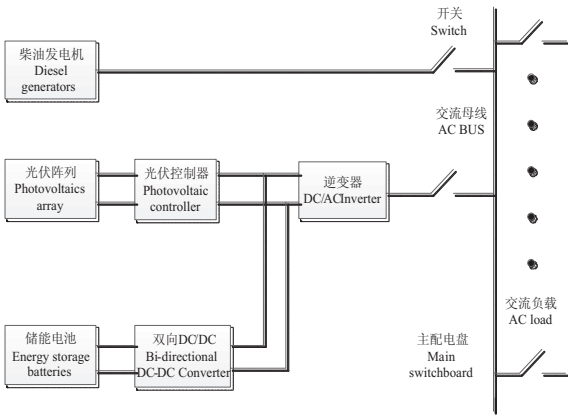 开关
Switch
柴油发电机
Diesel
generators
交流母线
AC BUS
光伏阵列
Photovoltaics
array
光伏控制器
Photovoltaic
controller
逆变器
DC/ACInverter
储能电池
Energy storage
batteries
双向DC/DC
Bi-directional
DC-DC Converter
主配电盘
Main
switchboard
交流负载
AC load